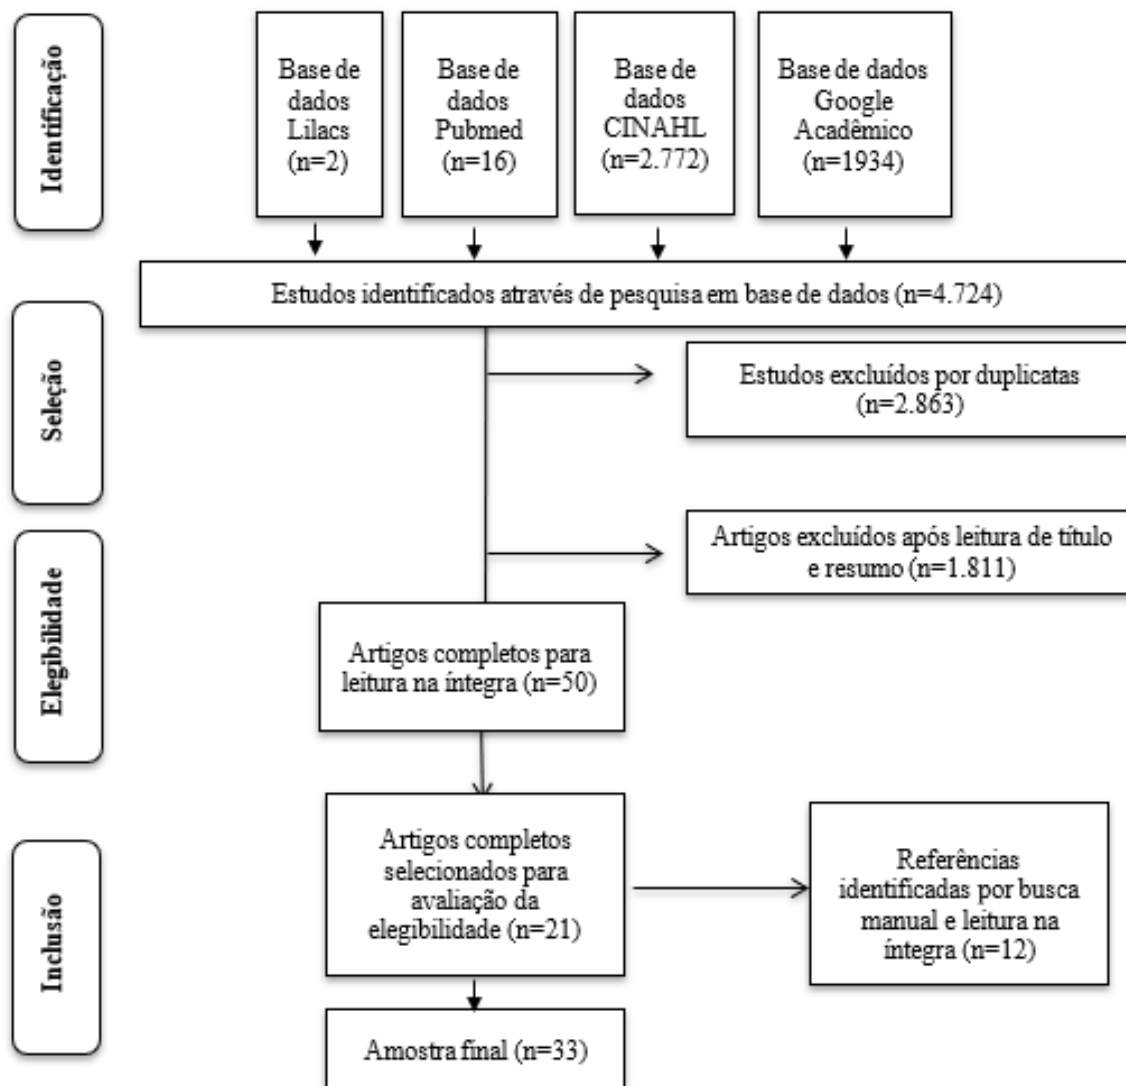 Identificação
Base de
dados
Lilacs
(n=2)
Base de
dados
Pubmed
(n=16)
Base de
dados
CINAHL
(n=2.772)
Base de dados
Google
Acadêmico
(n=1934)
Estudos identificados através de pesquisa em base de dados (n=4.724)
Seleção
Estudos excluídos por duplicatas
(n=2.863)
Elegibilidade
Artigos excluídos após leitura de título
e resumo (n=1.811)
Artigos completos para
leitura na íntegra (n=50)
Inclusão
Artigos completos
selecionados para
avaliação da
elegibilidade (n=21)
Referências
identificadas por busca
manual e leitura na
íntegra (n=12)
Amostra final (n=33)